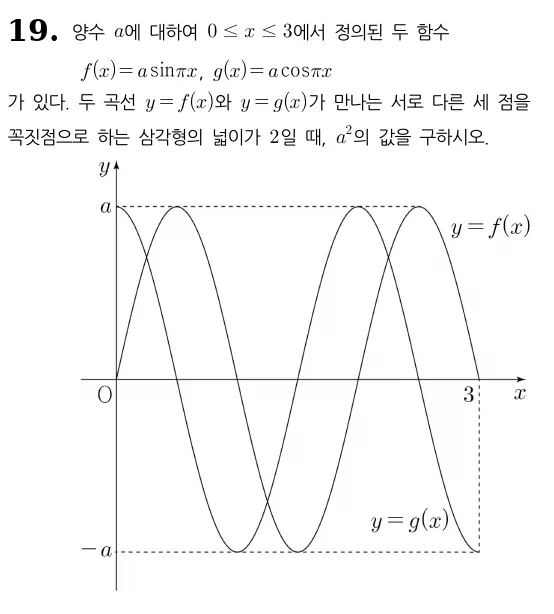 19. 양수 a에 대하여 0 ≤ x ≤ 3에서 정의된 두 함수
f(x)=a sinπx, g(x)=a cosπx
가 있다. 두 곡선 y=f(x)와 y=g(x)가 만나는 서로 다른 세 점을
꼭짓점으로 하는 삼각형의 넓이가 2일 때, a²의 값을 구하시오.
y
a
y=f(x)
O
3
x
y=g(x)
−a